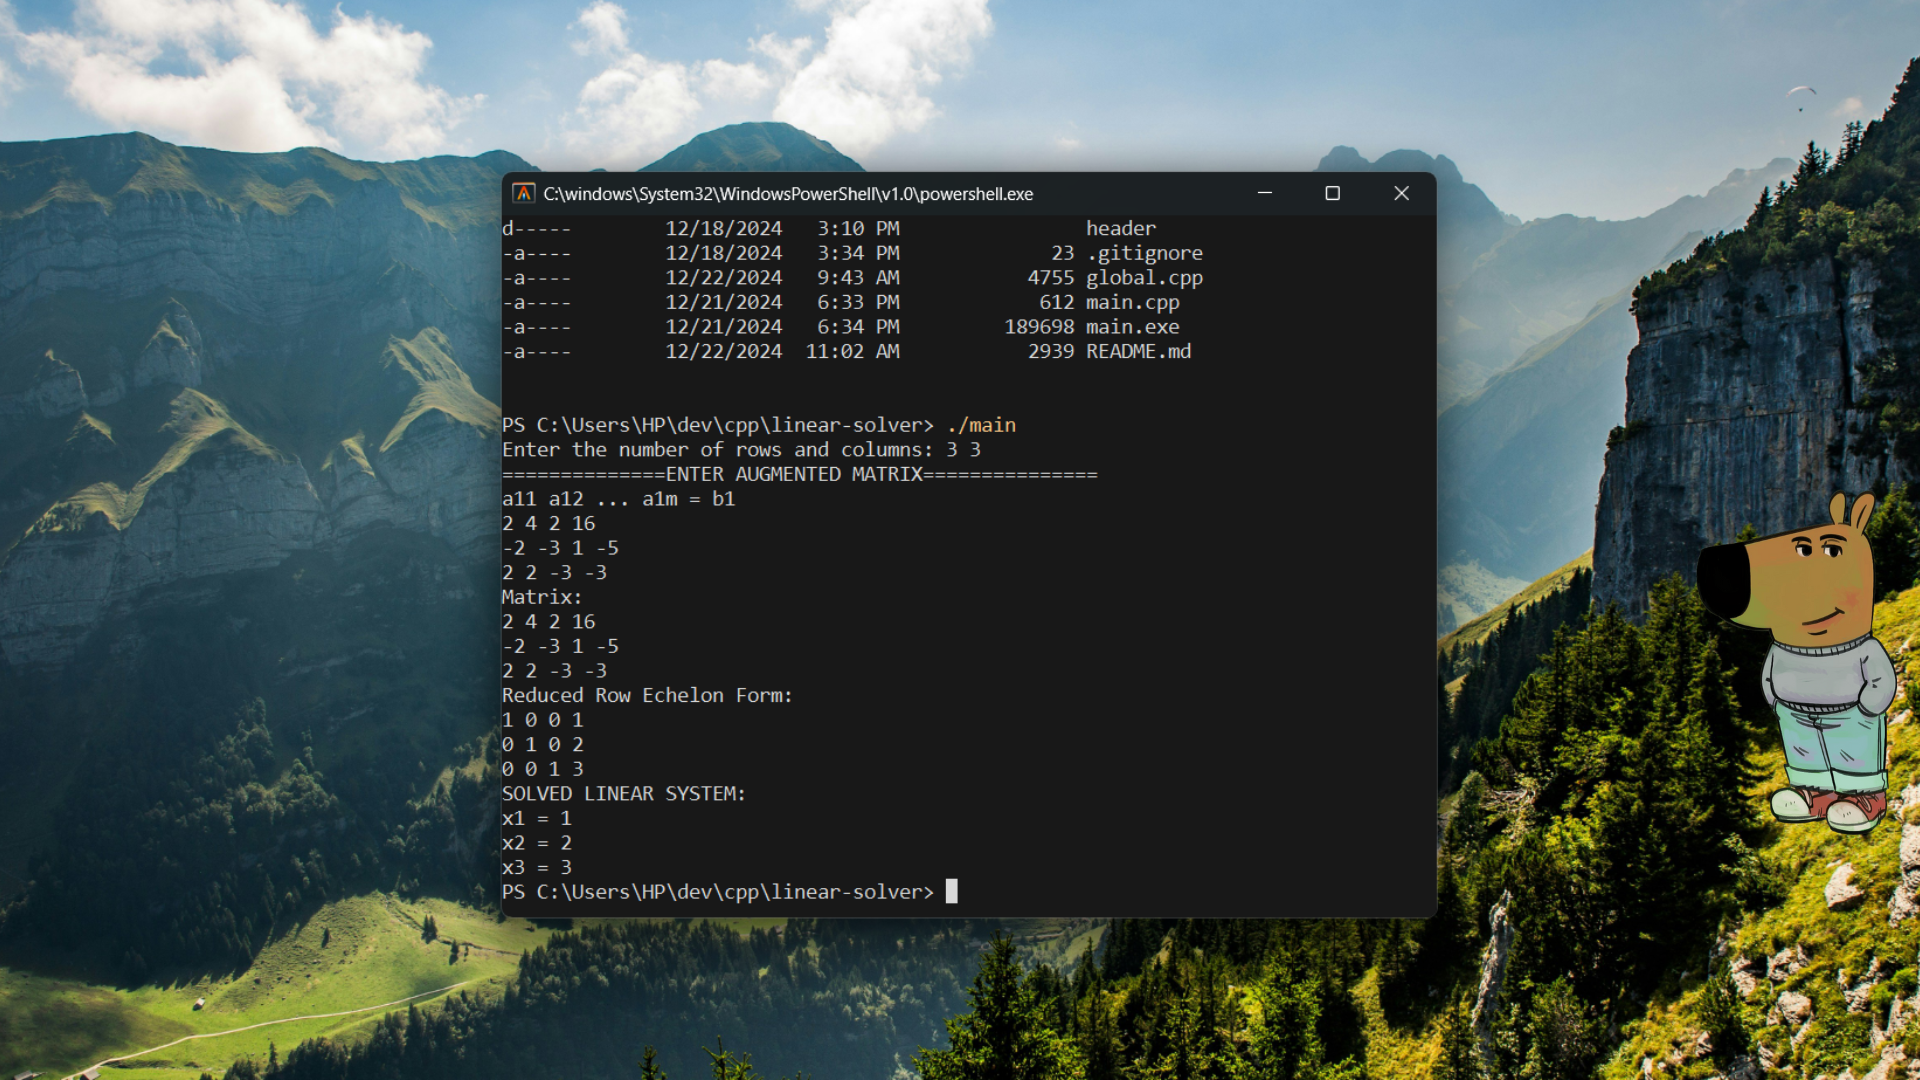 C:\windows\System32\WindowsPowerShell\v1.0\powershell.exe
d-----        12/18/2024   3:10 PM                header
-a----        12/18/2024   3:34 PM             23 .gitignore
-a----        12/22/2024   9:43 AM           4755 global.cpp
-a----        12/21/2024   6:33 PM            612 main.cpp
-a----        12/21/2024   6:34 PM         189698 main.exe
-a----        12/22/2024  11:02 AM           2939 README.md
PS C:\Users\HP\dev\cpp\linear-solver> ./main
Enter the number of rows and columns: 3 3
==============ENTER AUGMENTED MATRIX===============
a11 a12 ... a1m = b1
2 4 2 16
-2 -3 1 -5
2 2 -3 -3
Matrix:
2 4 2 16
-2 -3 1 -5
2 2 -3 -3
Reduced Row Echelon Form:
1 0 0 1
0 1 0 2
0 0 1 3
SOLVED LINEAR SYSTEM:
x1 = 1
x2 = 2
x3 = 3
PS C:\Users\HP\dev\cpp\linear-solver>